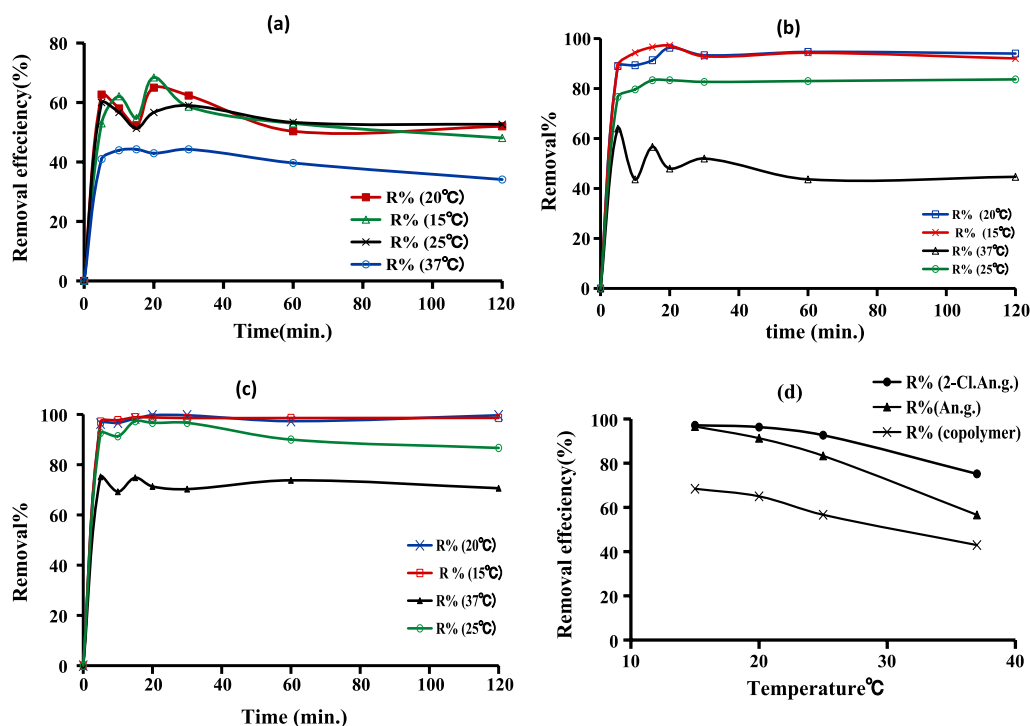 (a)
Removal effeciency(%)
80
60
40
20
0
R% (20℃)
R% (15℃)
R% (25℃)
R% (37℃)
0 20 40 60 80 100 120
Time(min.)
(b)
Removal%
100
80
60
40
20
0
R% (20℃)
R% (15℃)
R% (37℃)
R% (25℃)
0 20 40 60 80 100 120
time (min.)
(c)
Removal%
100
80
60
40
20
0
R% (20℃)
R % (15℃)
R% (37℃)
R% (25℃)
0 20 40 60 80 100 120
Time (min.)
(d)
R% (2-Cl.An.g.)
R%(An.g.)
R% (copolymer)
Removal effeciency(%)
100
80
60
40
20
0
10 20 30 40
Temperature℃